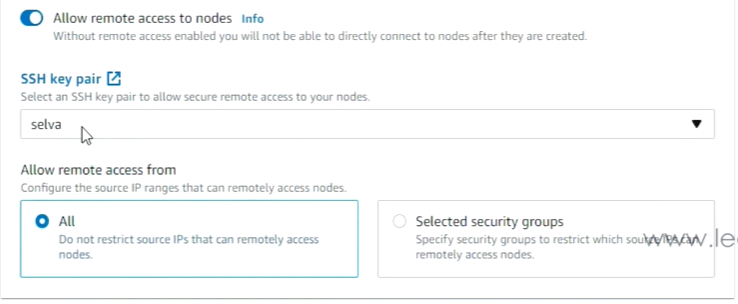 Allow remote access to nodes Info
Without remote access enabled you will not be able to directly connect to nodes after they are created.
SSH key pair
Select an SSH key pair to allow secure remote access to your nodes.
selva
Allow remote access from
Configure the source IP ranges that can remotely access nodes.
All
Do not restrict source IPs that can remotely access
nodes.
Selected security groups
Specify security groups to restrict which source IPs can
remotely access nodes.
www.le